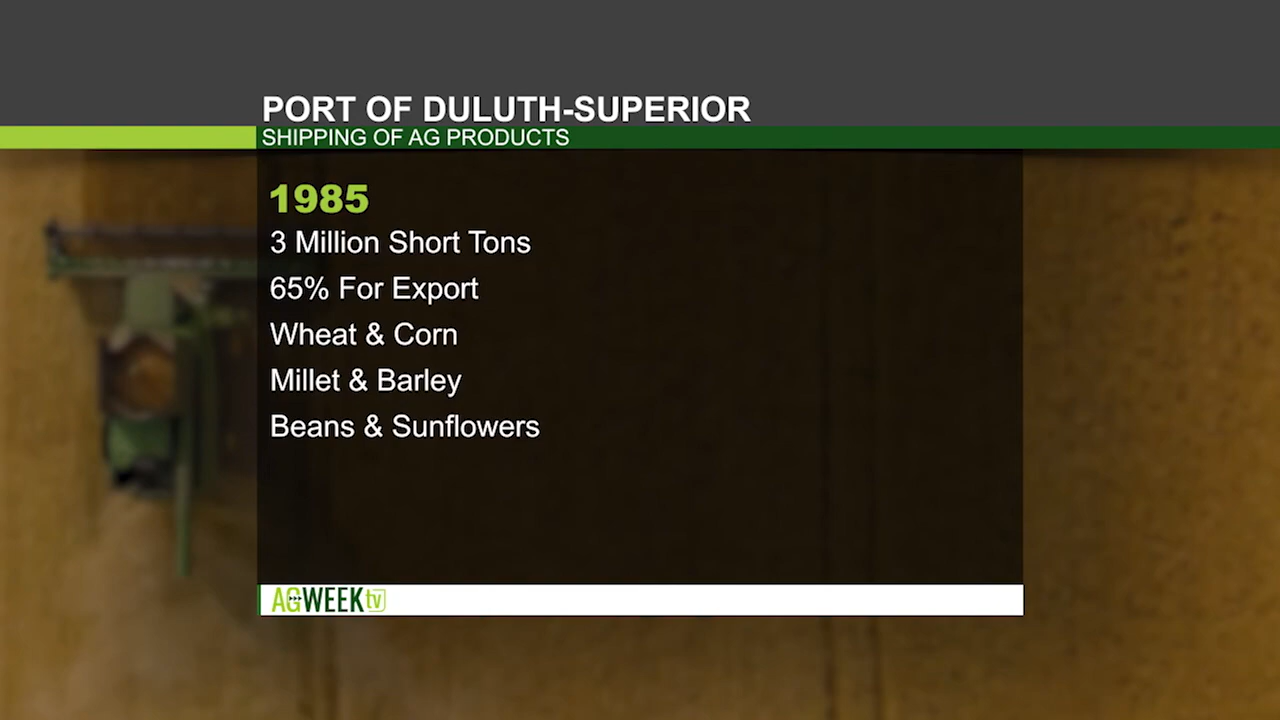 PORT OF DULUTH-SUPERIOR
SHIPPING OF AG PRODUCTS
1985
3 Million Short Tons
65% For Export
Wheat & Corn
Millet & Barley
Beans & Sunflowers
AGWEEK tv